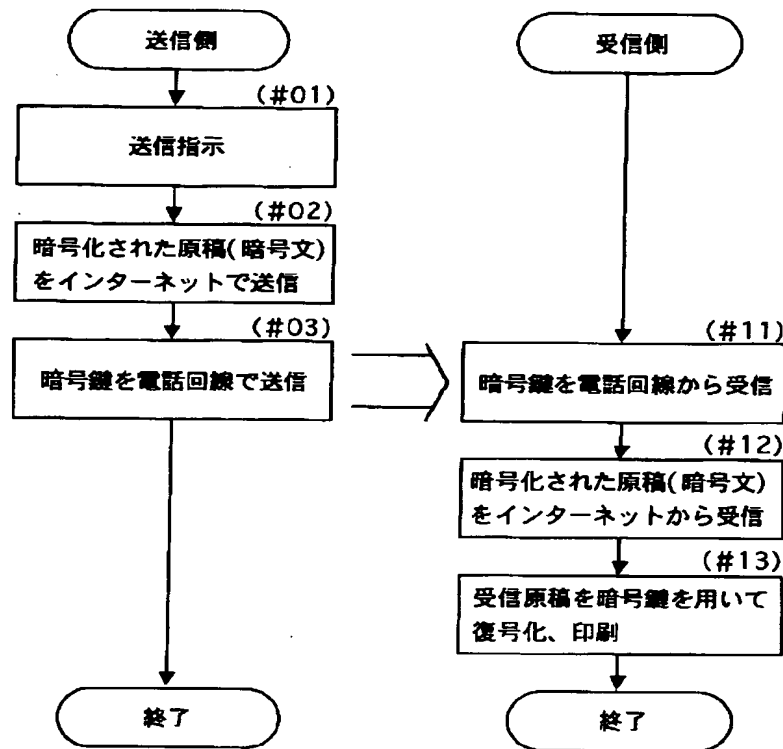 送信側
(#01)
送信指示
(#02)
暗号化された原稿(暗号文)
をインターネットで送信
(#03)
暗号鍵を電話回線で送信
終了
受信側
(#11)
暗号鍵を電話回線から受信
(#12)
暗号化された原稿(暗号文)
をインターネットから受信
(#13)
受信原稿を暗号鍵を用いて
復号化、印刷
終了